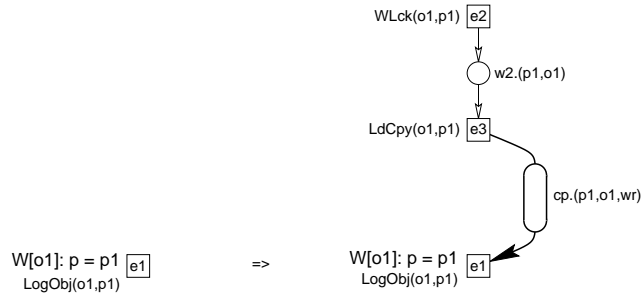 WLck(o1,p1) e2
w2.(p1,o1)
LdCpy(o1,p1) e3
cp.(p1,o1,wr)
W[o1]: p = p1 e1 => W[o1]: p = p1 e1
LogObj(o1,p1) LogObj(o1,p1)